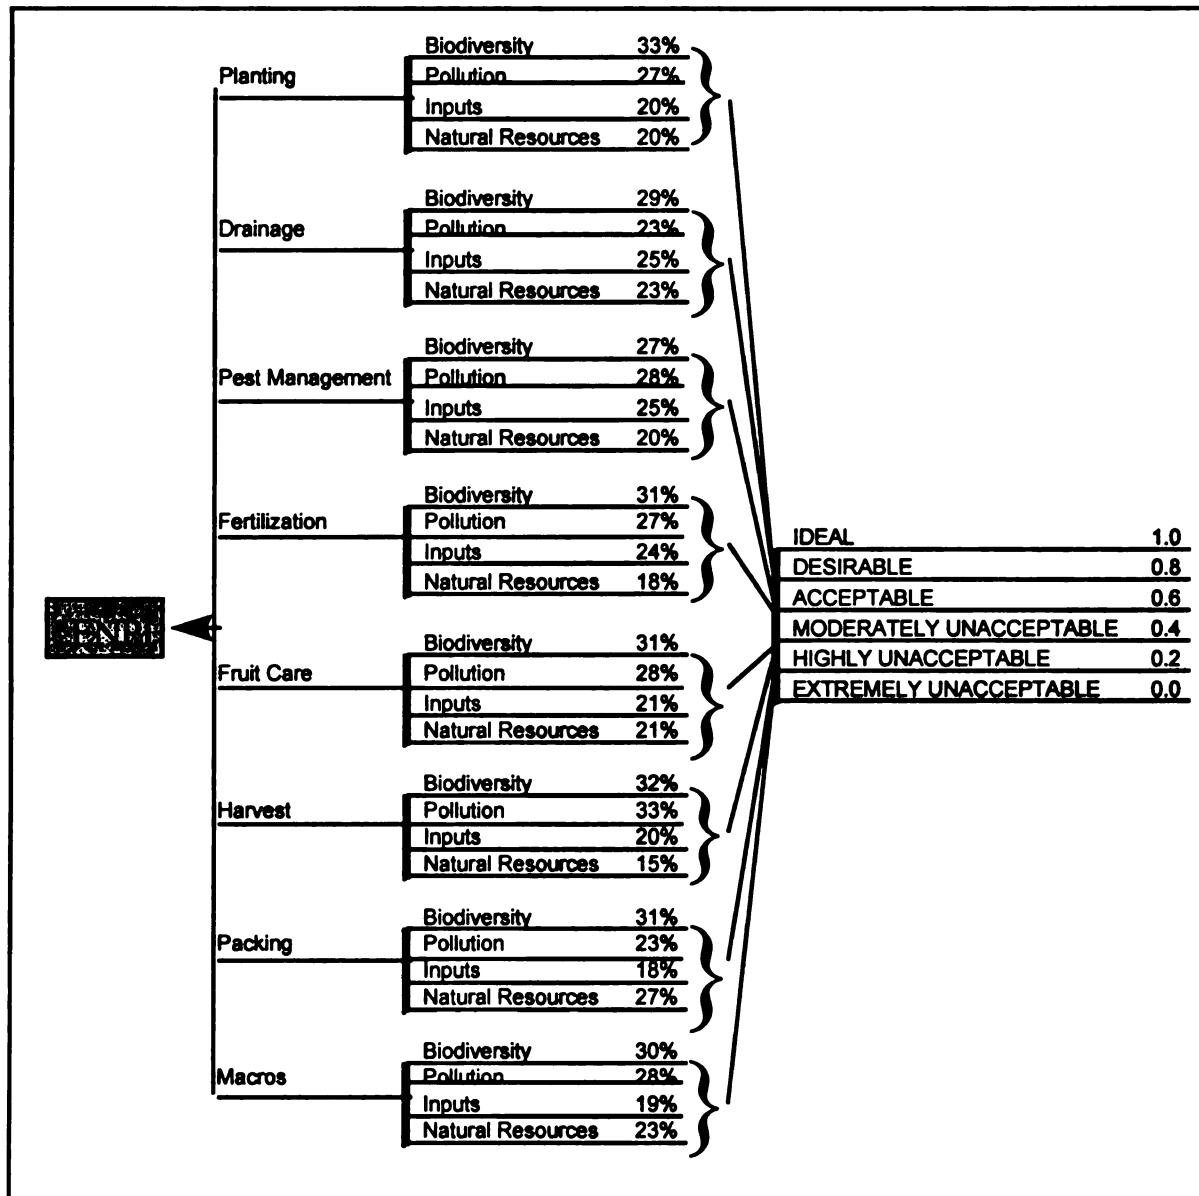 Planting
Biodiversity 33%
Pollution 27%
Inputs 20%
Natural Resources 20%
Drainage
Biodiversity 29%
Pollution 23%
Inputs 25%
Natural Resources 23%
Pest Management
Biodiversity 27%
Pollution 28%
Inputs 25%
Natural Resources 20%
Fertilization
Biodiversity 31%
Pollution 27%
Inputs 24%
Natural Resources 18%
Fruit Care
Biodiversity 31%
Pollution 28%
Inputs 21%
Natural Resources 21%
Harvest
Biodiversity 32%
Pollution 33%
Inputs 20%
Natural Resources 15%
Packing
Biodiversity 31%
Pollution 23%
Inputs 18%
Natural Resources 27%
Macros
Biodiversity 30%
Pollution 28%
Inputs 19%
Natural Resources 23%
IDEAL 1.0
DESIRABLE 0.8
ACCEPTABLE 0.6
MODERATELY UNACCEPTABLE 0.4
HIGHLY UNACCEPTABLE 0.2
EXTREMELY UNACCEPTABLE 0.0